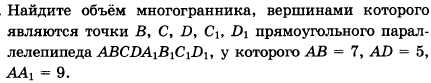 . Найдите объём многогранника, вершинами которого
являются точки B, C, D, C₁, D₁ прямоугольного парал-
лелепипеда ABCDA₁B₁C₁D₁, у которого AB = 7, AD = 5,
AA₁ = 9.